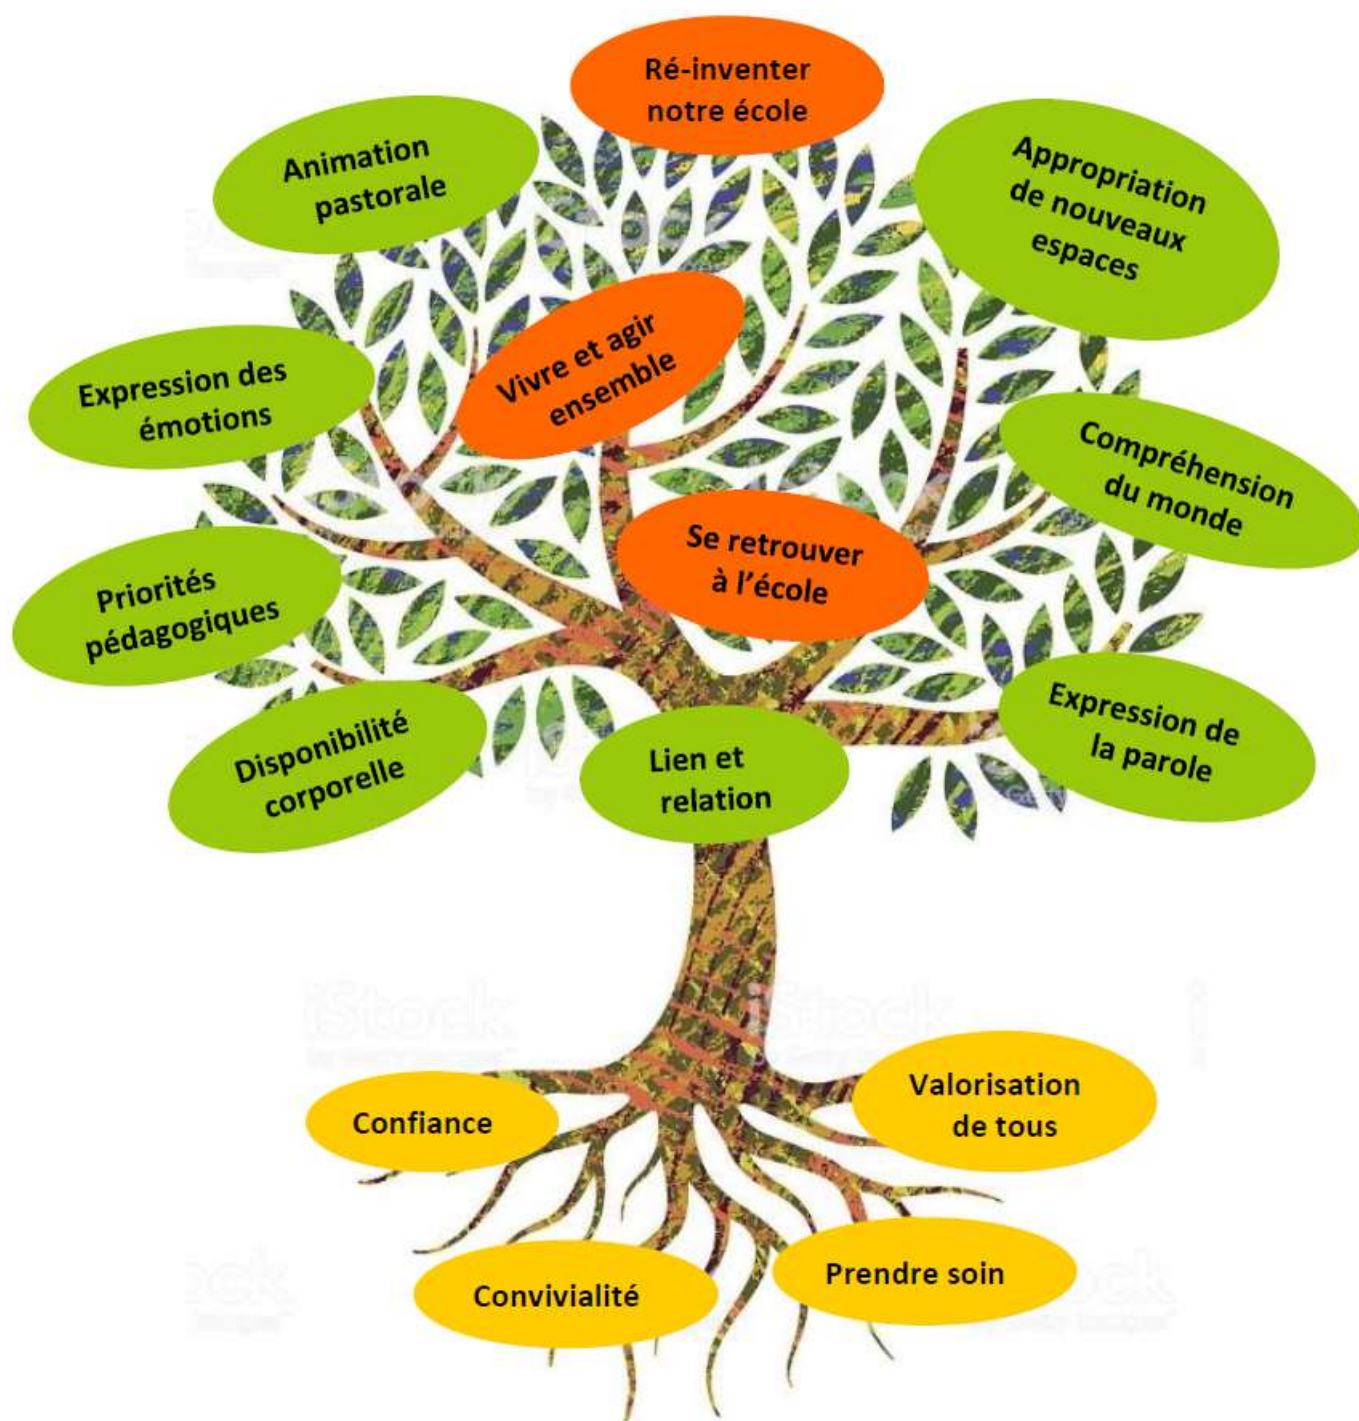 Ré-inventer
notre école
Animation
pastorale
Appropriation
de nouveaux
espaces
Vivre et agir
ensemble
Expression des
émotions
Compréhension
du monde
Se retrouver
à l'école
Priorités
pédagogiques
Expression de
la parole
Disponibilité
corporelle
Lien et
relation
iStock
iStock
Valorisation
de tous
Confiance
Prendre soin
Convivialité